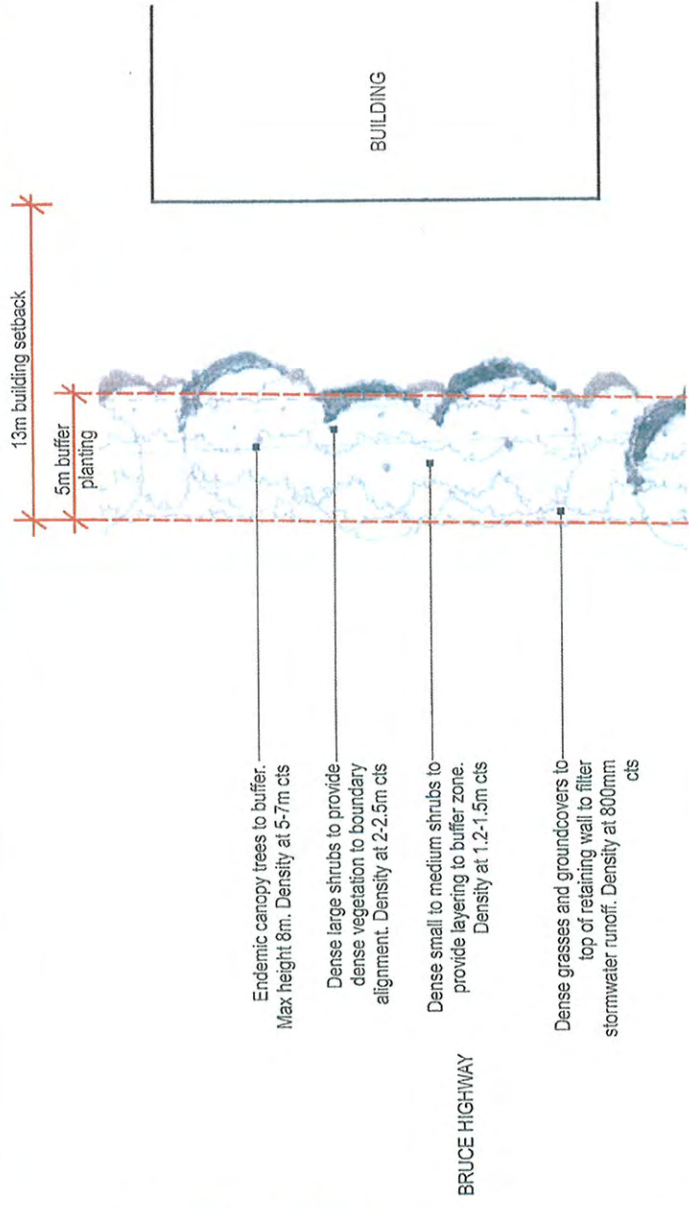 13m building setback
5m buffer
planting
BUILDING
Endemic canopy trees to buffer.
Max height 8m. Density at 5-7m cts
Dense large shrubs to provide
dense vegetation to boundary
alignment. Density at 2-2.5m cts
Dense small to medium shrubs to
provide layering to buffer zone.
Density at 1.2-1.5m cts
Dense grasses and groundcovers to
top of retaining wall to filter
stormwater runoff. Density at 800mm
cts
BRUCE HIGHWAY